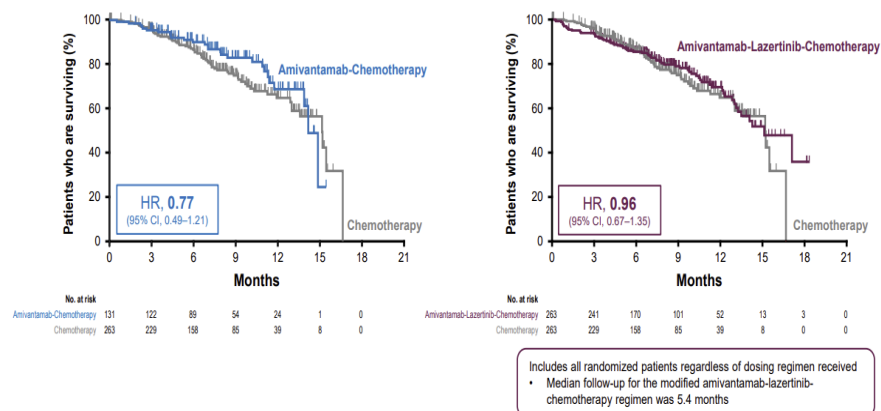 Patients who are surviving (%)
100
80
60
40
20
0
Amivantamab-Chemotherapy
HR, 0.77
(95% CI, 0.49–1.21)
Chemotherapy
0 3 6 9 12 15 18 21
Months
No. at risk
Amivantamab-Chemotherapy 131 122 89 54 24 1 0
Chemotherapy 263 229 158 85 39 8 0
Patients who are surviving (%)
100
80
60
40
20
0
Amivantamab-Lazertinib-Chemotherapy
HR, 0.96
(95% CI, 0.67–1.35)
Chemotherapy
0 3 6 9 12 15 18 21
Months
No. at risk
Amivantamab-Lazertinib-Chemotherapy 263 241 170 101 52 13 3 0
Chemotherapy 263 229 158 85 39 8 0 0
Includes all randomized patients regardless of dosing regimen received
• Median follow-up for the modified amivantamab-lazertinib-
chemotherapy regimen was 5.4 months